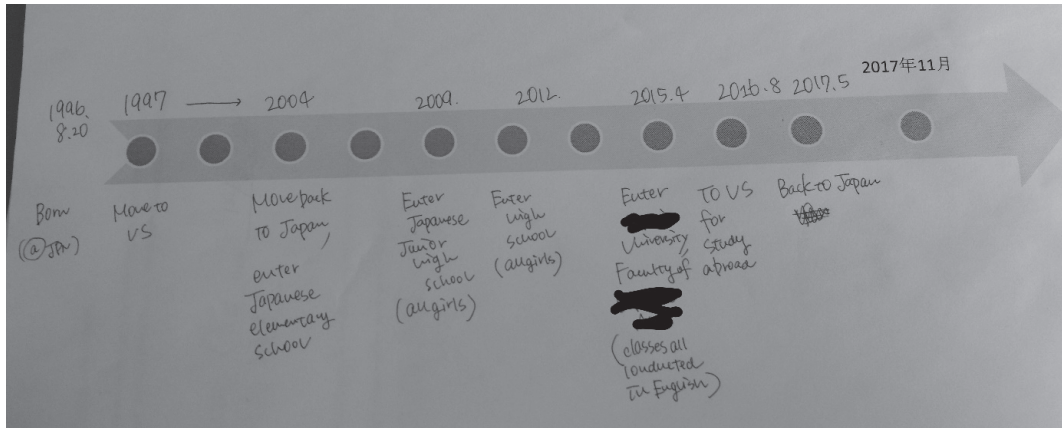 1996.
8.20
1997 → 2004
2009.
2012.
2015.4
2016.8
2017.5
2017年11月
Born
(@JPN)
Move to
US
Move back
TO Japan,
enter
Japanese
elementary
school
Enter
Japanese
Junior
high
school
(all girls)
Enter
high
school
(all girls)
Enter
University,
Faculty of
(classes all
conducted
in English)
TO US
for
study
abroad
Back to Japan